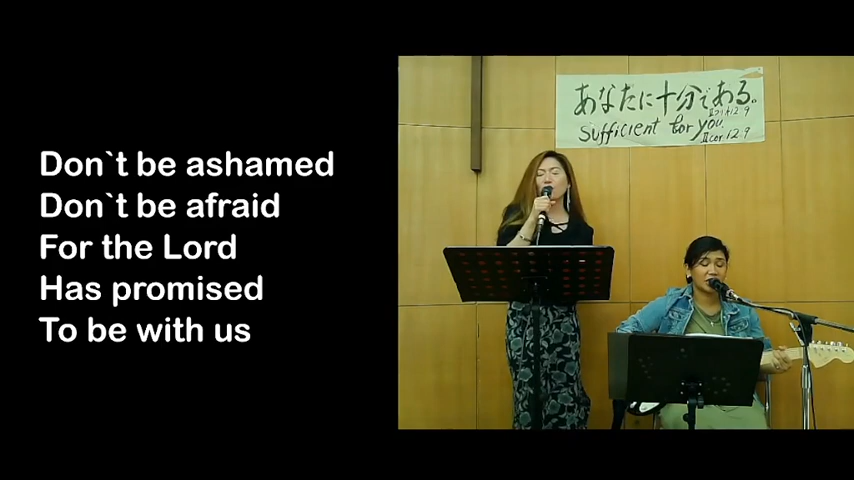 Don`t be ashamed
Don`t be afraid
For the Lord
Has promised
To be with us
あなたに十分である。
Sufficient for you.
II Cor 12.9